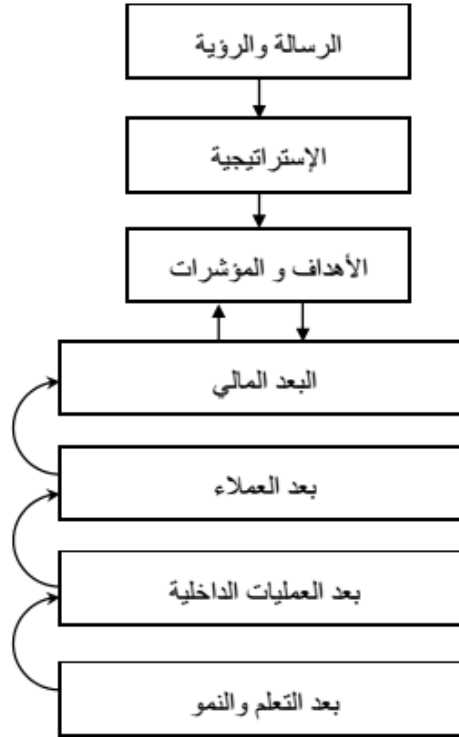 الرسالة والرؤية
الإستراتيجية
الأهداف و المؤشرات
البعد المالي
بعد العملاء
بعد العمليات الداخلية
بعد التعلم والنمو